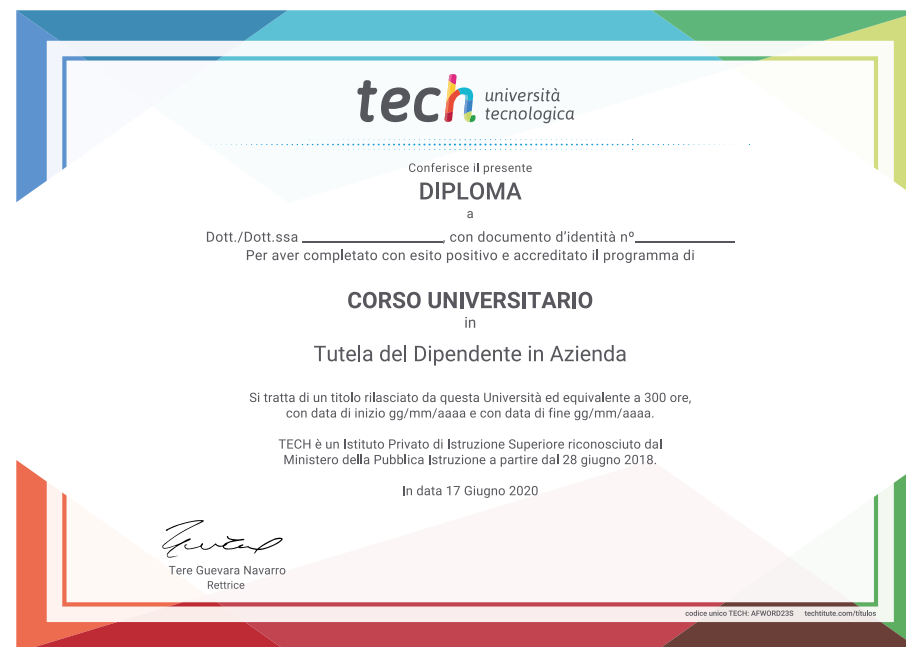 tech università
tecnologica
Conferisce il presente
DIPLOMA
a
Dott./Dott.ssa ____________________, con documento d'identità nº______________
Per aver completato con esito positivo e accreditato il programma di
CORSO UNIVERSITARIO
in
Tutela del Dipendente in Azienda
Si tratta di un titolo rilasciato da questa Università ed equivalente a 300 ore,
con data di inizio gg/mm/aaaa e con data di fine gg/mm/aaaa.
TECH è un Istituto Privato di Istruzione Superiore riconosciuto dal
Ministero della Pubblica Istruzione a partire dal 28 giugno 2018.
In data 17 Giugno 2020
Tere Guevara Navarro
Rettrice
codice unico TECH: AFWORD23S techtitute.com/titulos